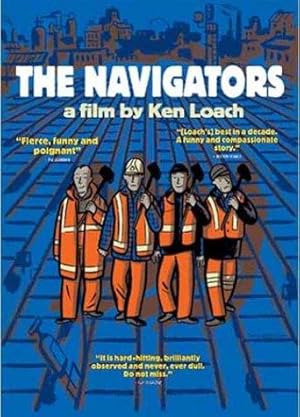 THE NAVIGATORS
a film by Ken Loach
"Fierce, funny and
poignant"
"(Loach's) best in a decade.
A funny and compassionate
story."
"It is hard-hitting, brilliantly
observed and never, ever dull.
Do not miss."